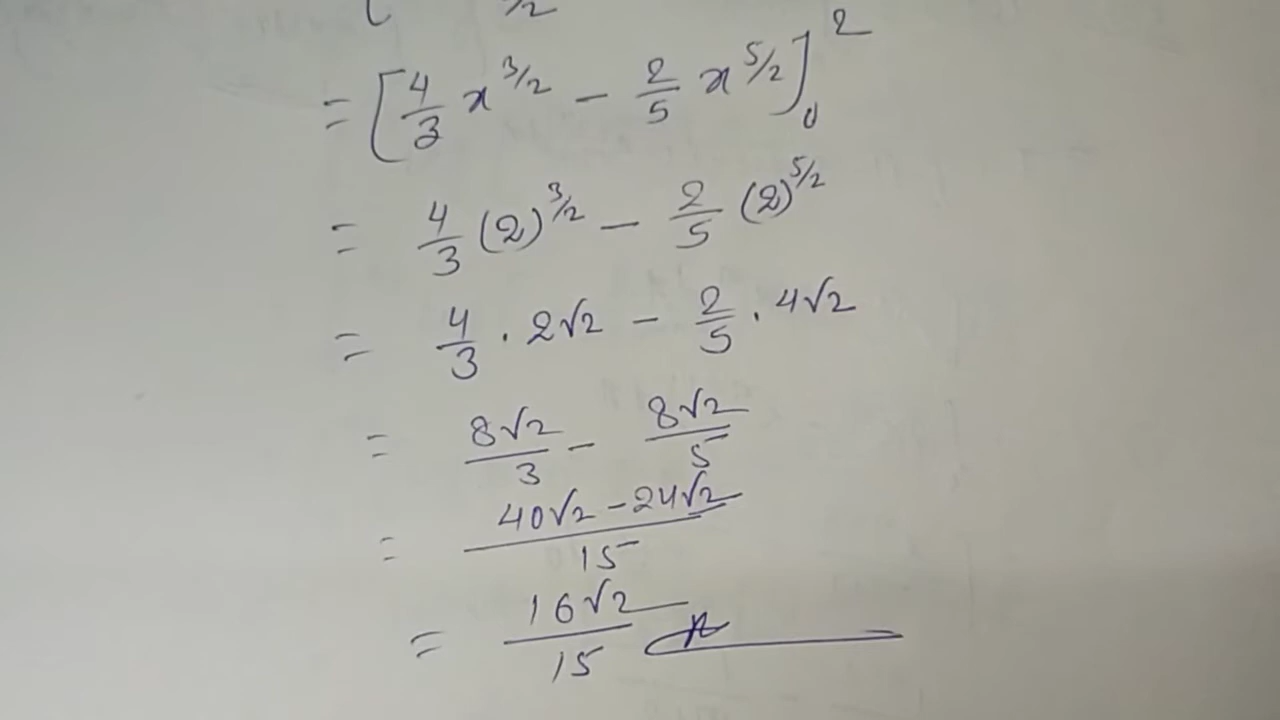 = [4/3 x^3/2 - 2/5 x^5/2]_0^2
= 4/3 (2)^3/2 - 2/5 (2)^5/2
= 4/3 . 2√2 - 2/5 . 4√2
= 8√2/3 - 8√2/5
= 40√2 - 24√2/15
= 16√2/15